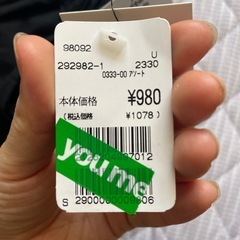 98092 U
292982-1 2330
0333-00 アソート
本体価格 ¥980
(税込価格 ¥1078)
you me
S 2900000009806